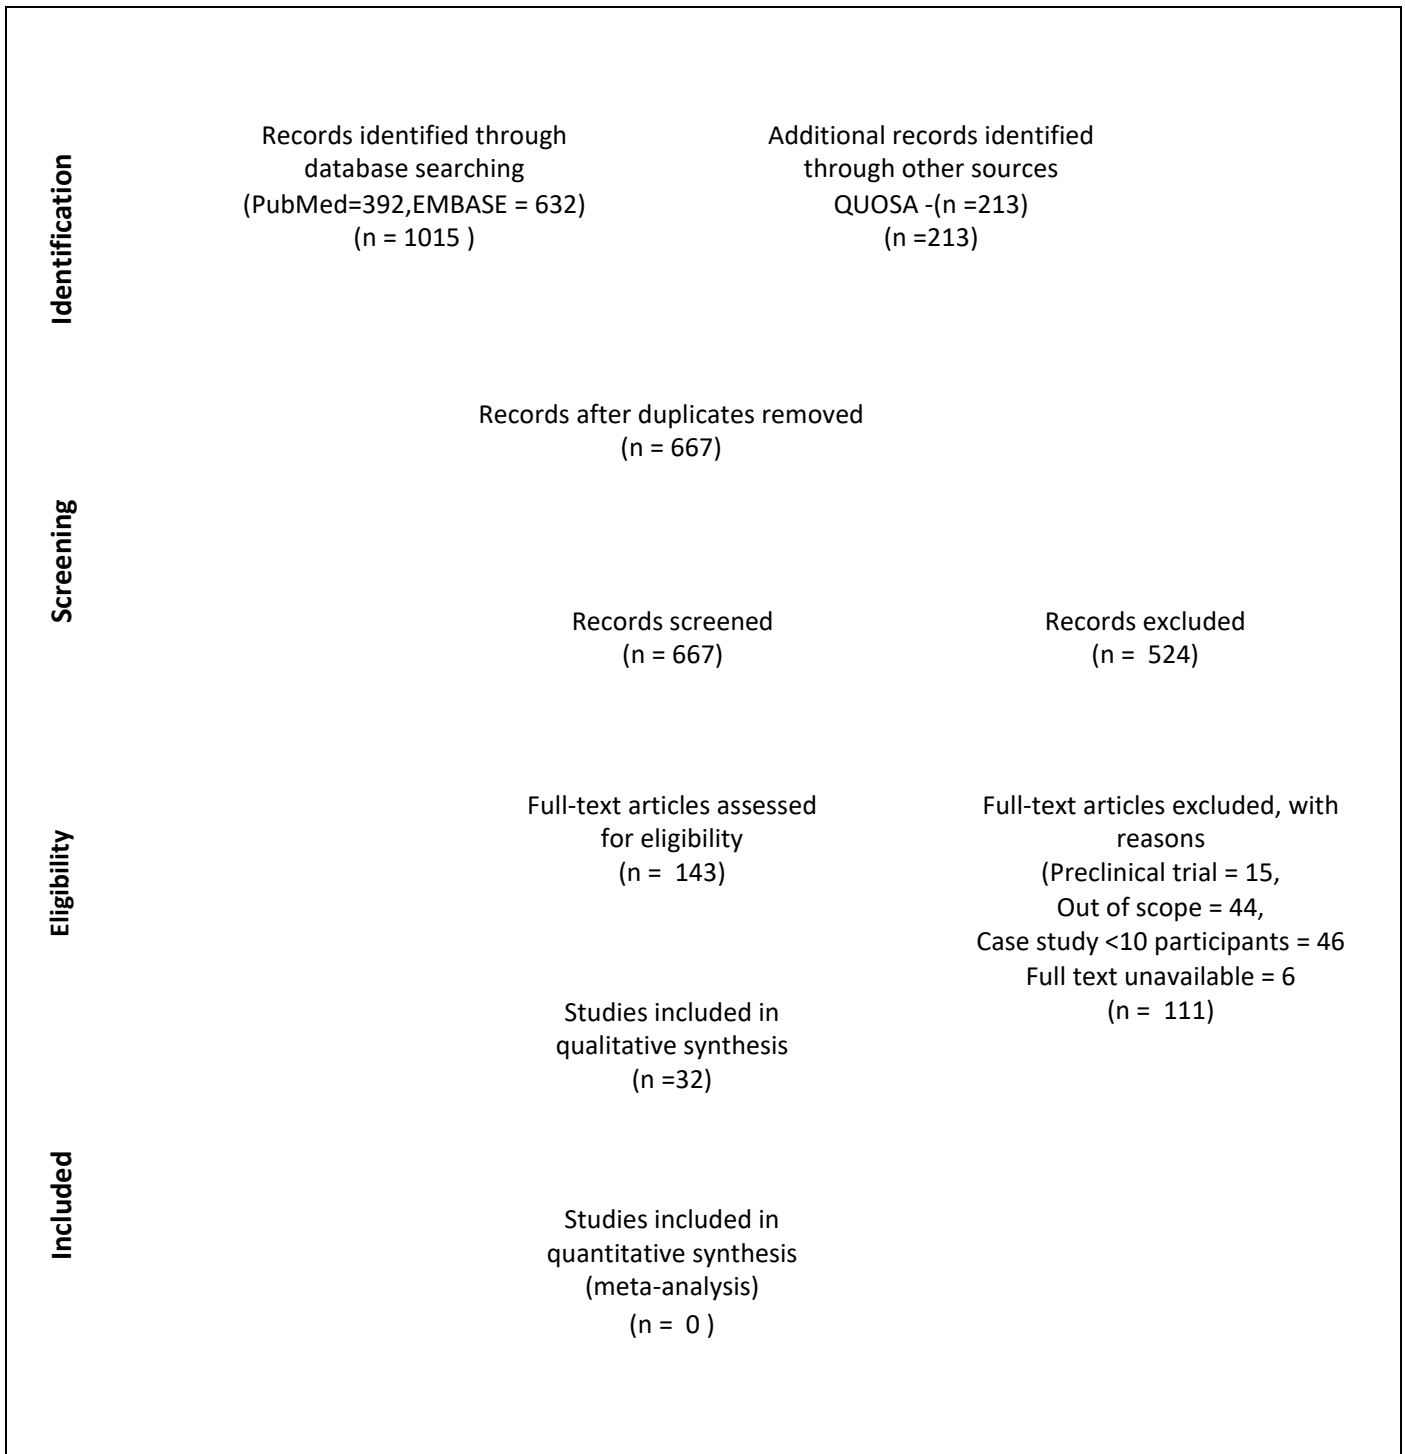 Identification
Records identified through
database searching
(PubMed=392,EMBASE = 632)
(n = 1015 )
Additional records identified
through other sources
QUOSA -(n =213)
(n =213)
Records after duplicates removed
(n = 667)
Screening
Records screened
(n = 667)
Records excluded
(n = 524)
Eligibility
Full-text articles assessed
for eligibility
(n = 143)
Full-text articles excluded, with
reasons
(Preclinical trial = 15,
Out of scope = 44,
Case study <10 participants = 46
Full text unavailable = 6
(n = 111)
Studies included in
qualitative synthesis
(n =32)
Included
Studies included in
quantitative synthesis
(meta-analysis)
(n = 0 )